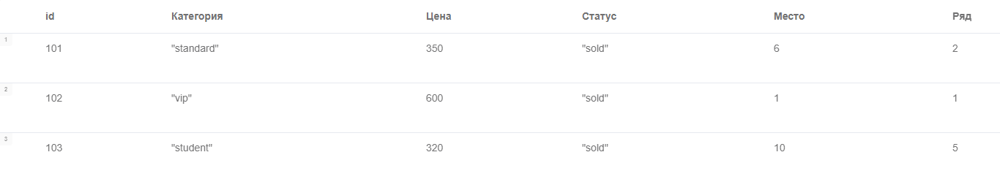 id Категория Цена Статус Место Ряд
1 101 "standard" 350 "sold" 6 2
2 102 "vip" 600 "sold" 1 1
3 103 "student" 320 "sold" 10 5